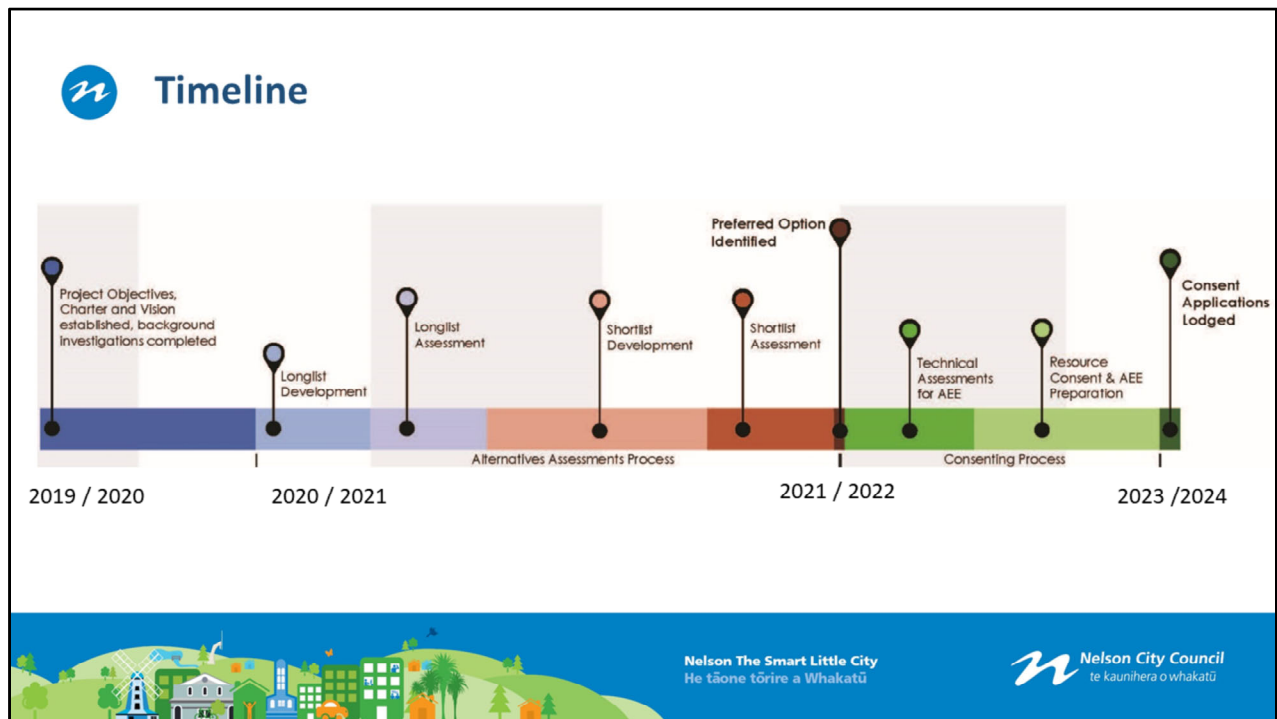 Timeline
Project Objectives,
Charter and Vision
established, background
investigations completed
Longlist
Development
Longlist
Assessment
Shortlist
Development
Shortlist
Assessment
Preferred Option
Identified
Technical
Assessments
for AEE
Resource
Consent & AEE
Preparation
Consent
Applications
Lodged
Alternatives Assessments Process
Consenting Process
2019 / 2020
2020 / 2021
2021 / 2022
2023 /2024
Nelson The Smart Little City
He tāone tōrire a Whakatū
Nelson City Council
te kaunihera o whakatū